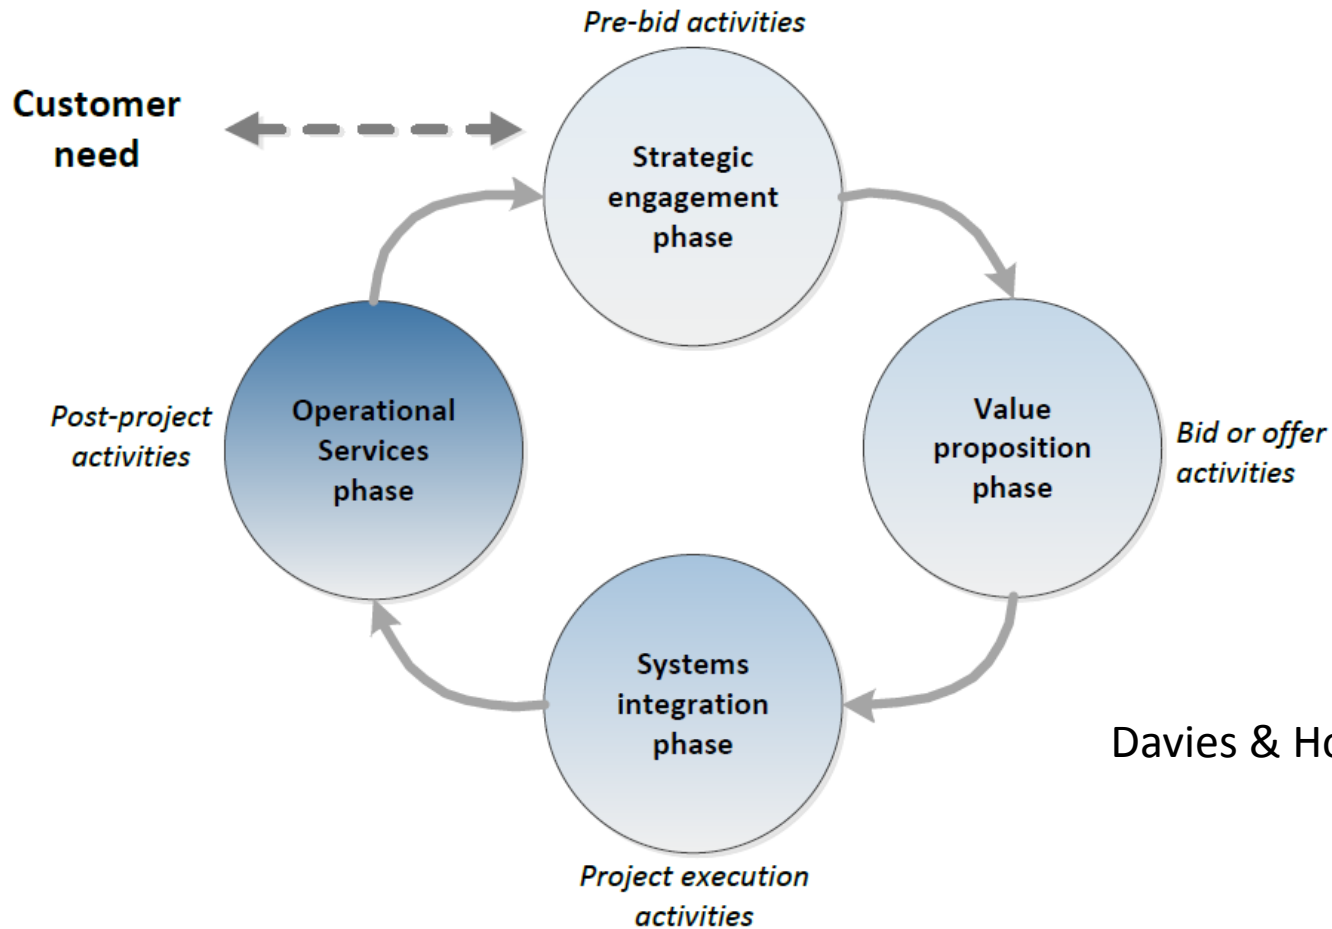 Pre-bid activities
Customer
need
Strategic
engagement
phase
Operational
Services
phase
Post-project
activities
Value
proposition
phase
Bid or offer
activities
Systems
integration
phase
Davies & Ho
Project execution
activities